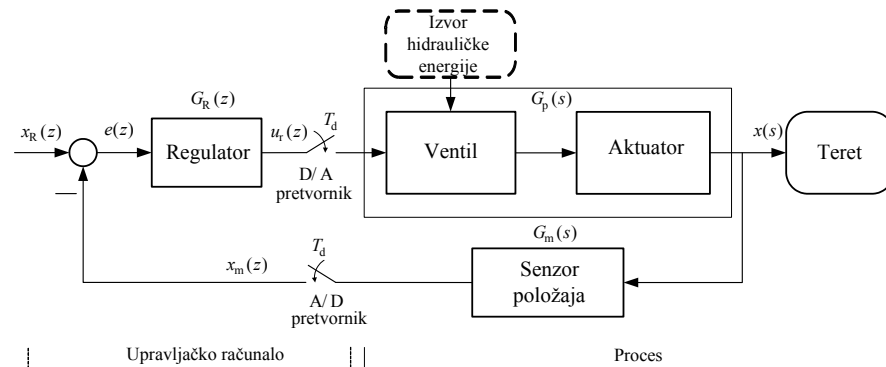 Izvor
hidrauličke
energije
G_R(z)
G_p(s)
x_R(z)
e(z)
Regulator
u_r(z)
T_d
D/A
pretvornik
Ventil
Aktuator
x(s)
Teret
x_m(z)
T_d
A/D
pretvornik
G_m(s)
Senzor
položaja
Upravljačko računalo
Proces